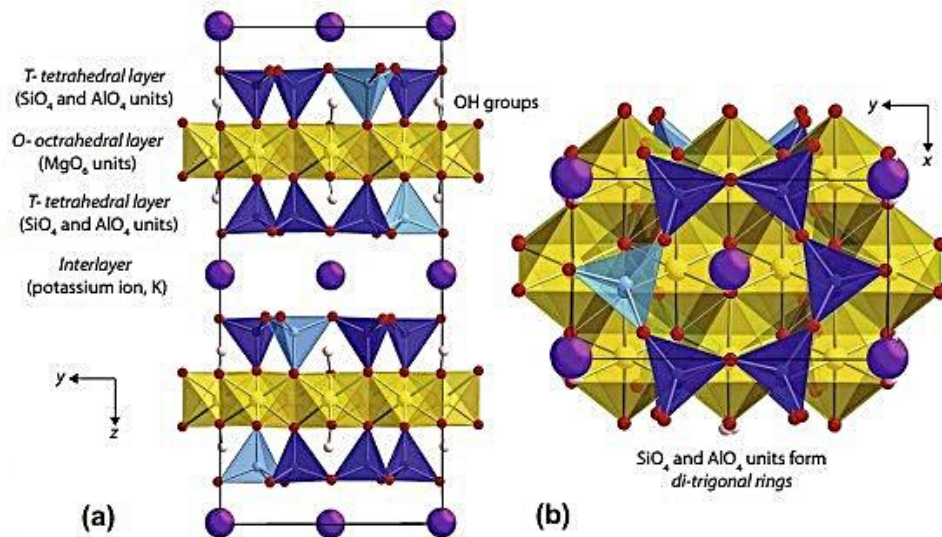 T- tetrahedral layer
(SiO₄ and AlO₄ units)
OH groups
O- octahedral layer
(MgO₆ units)
T- tetrahedral layer
(SiO₄ and AlO₄ units)
Interlayer
(potassium ion, K)
y
z
(a)
y
x
SiO₄ and AlO₄ units form
di-trigonal rings
(b)